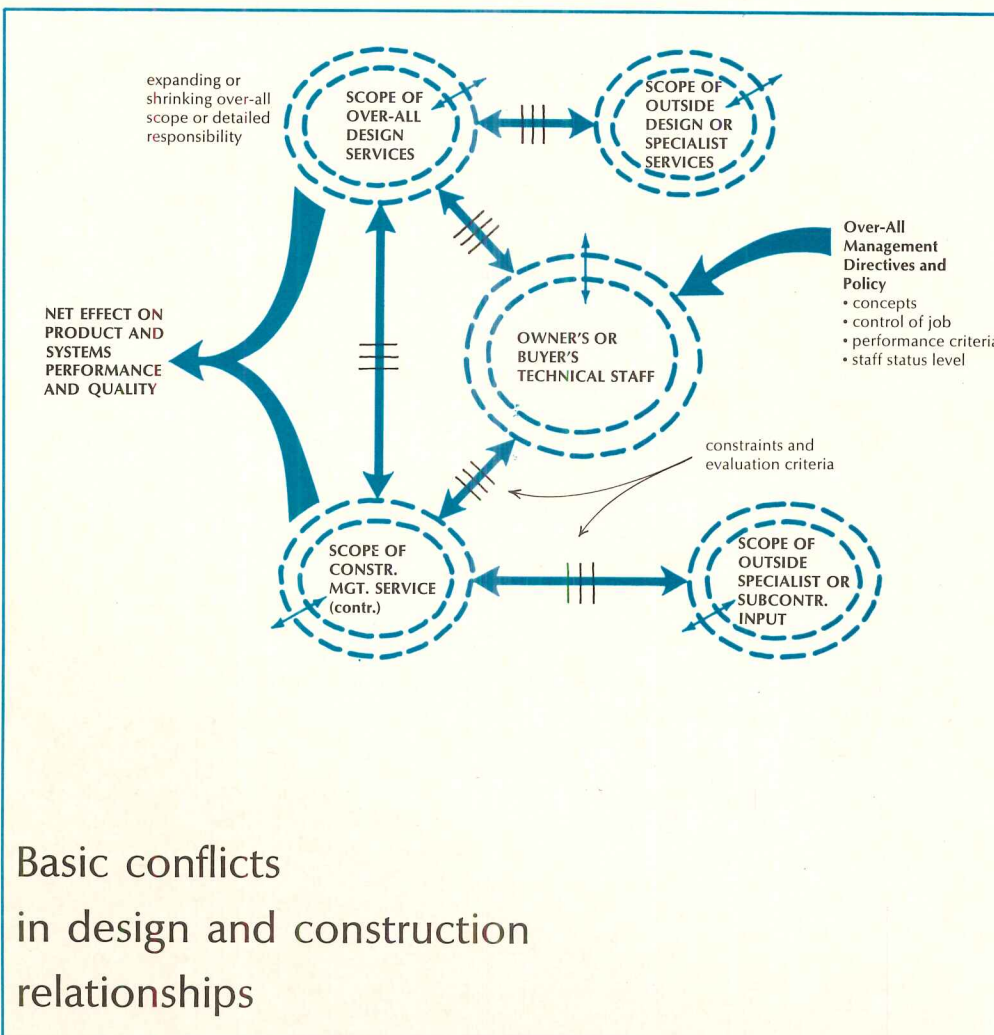 expanding or
shrinking over-all
scope or detailed
responsibility
SCOPE OF
OVER-ALL
DESIGN
SERVICES
SCOPE OF
OUTSIDE
DESIGN OR
SPECIALIST
SERVICES
Over-All
Management
Directives and
Policy
• concepts
• control of job
• performance criteria
• staff status level
NET EFFECT ON
PRODUCT AND
SYSTEMS
PERFORMANCE
AND QUALITY
OWNER'S OR
BUYER'S
TECHNICAL STAFF
constraints and
evaluation criteria
SCOPE OF
CONSTR.
MGT. SERVICE
(contr.)
SCOPE OF
OUTSIDE
SPECIALIST OR
SUBCONTR.
INPUT
Basic conflicts
in design and construction
relationships